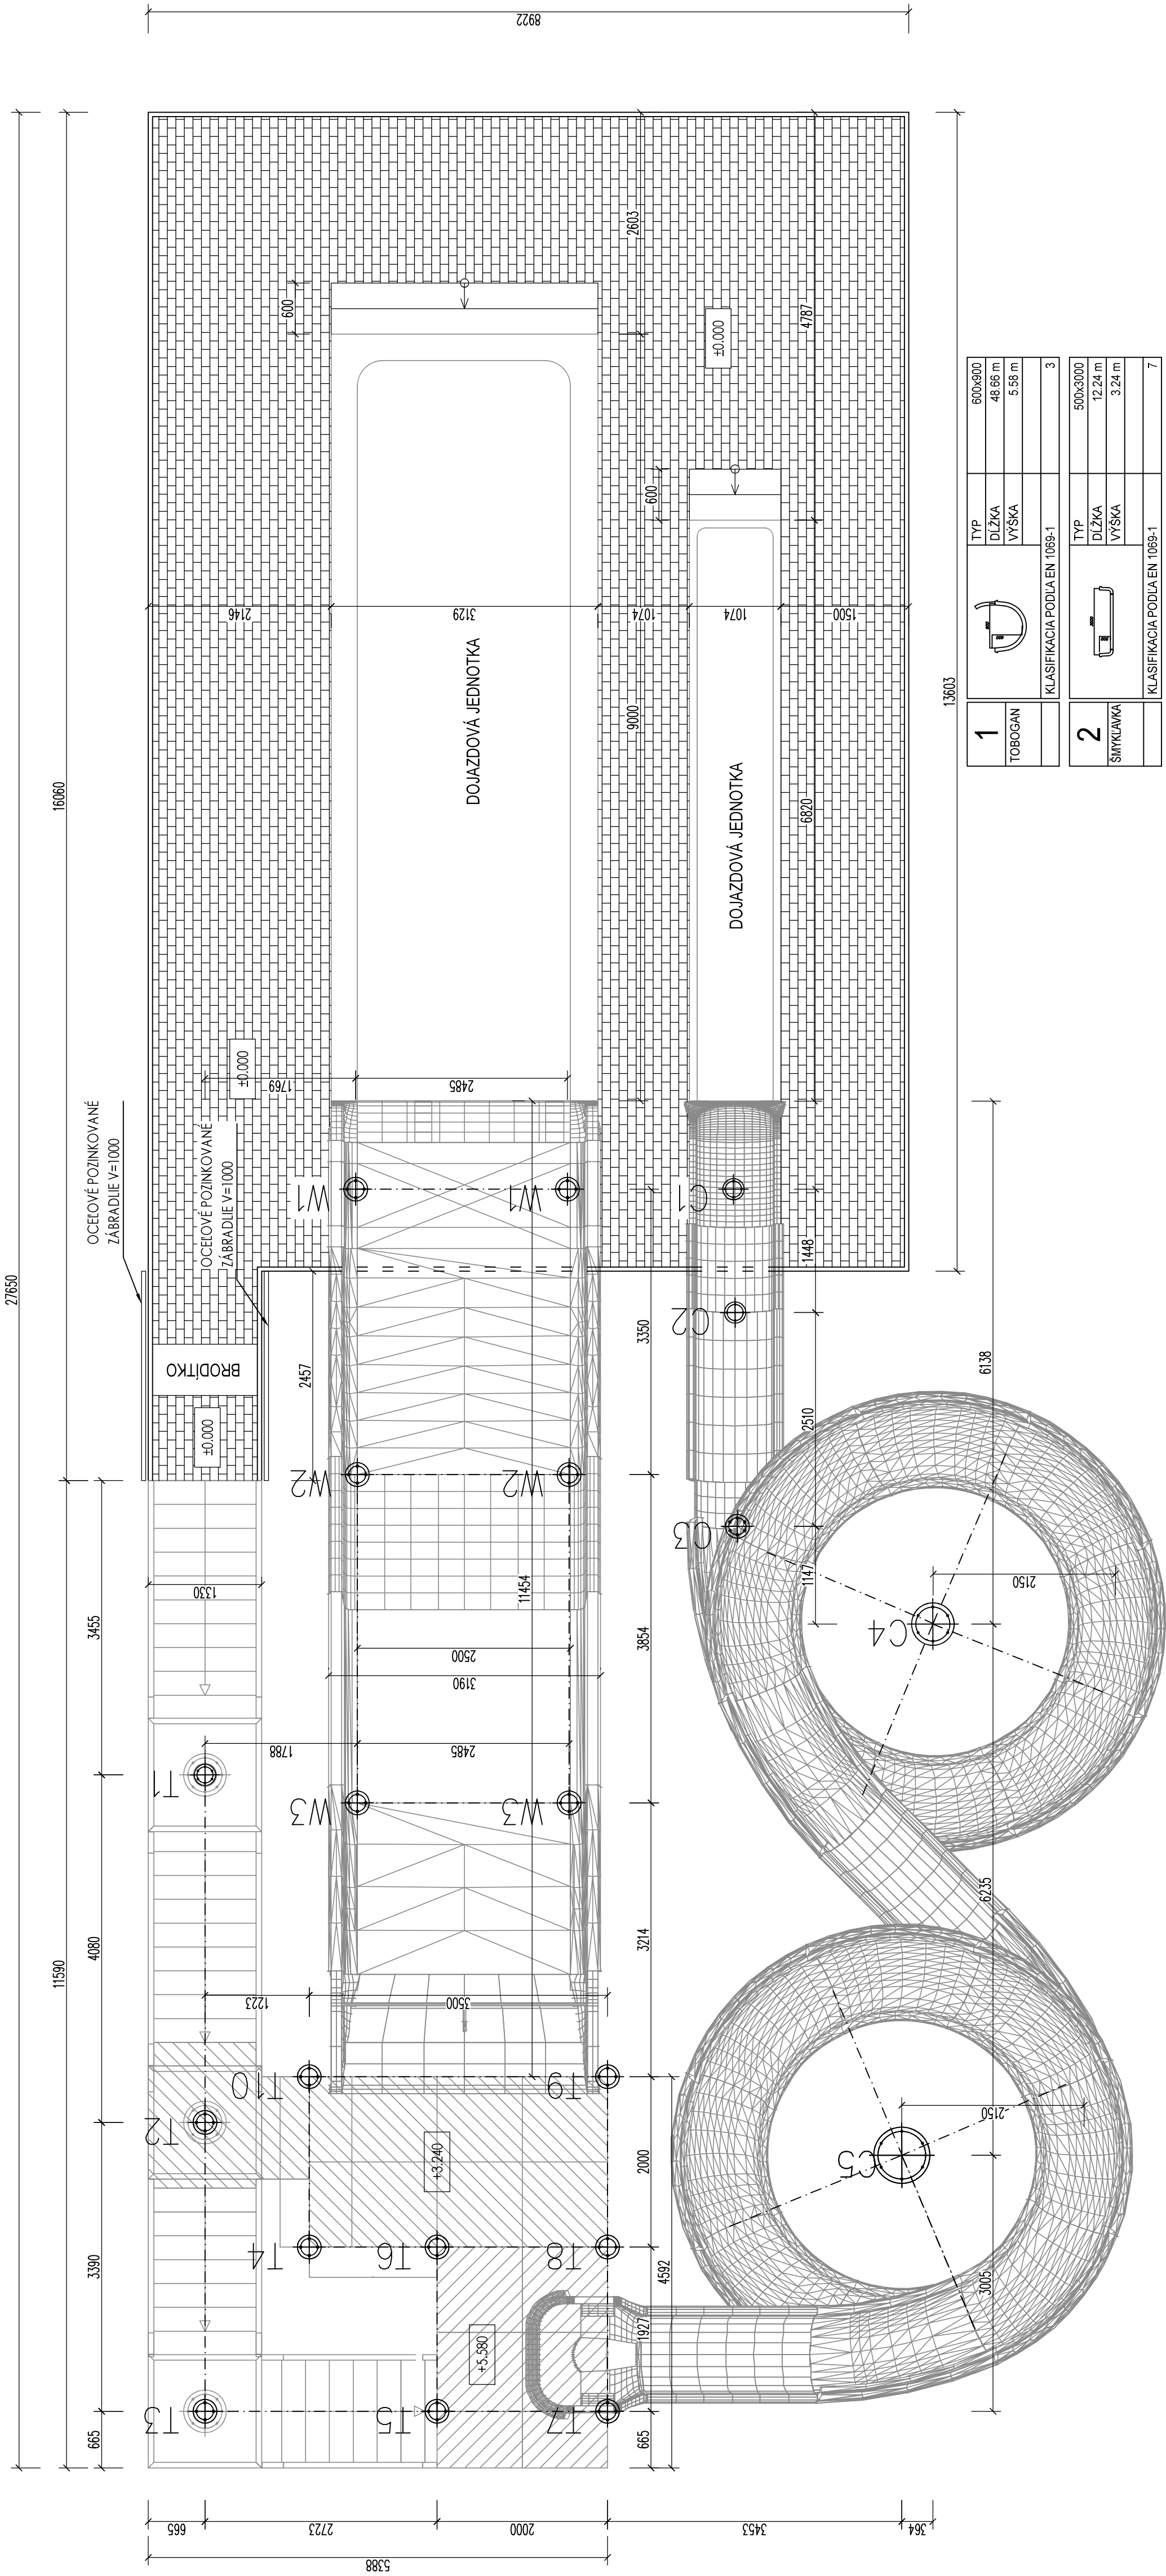 8922
27650
16060
11590
OCEĽOVÉ POZINKOVANÉ
ZÁBRADLIE V=1000
OCEĽOVÉ POZINKOVANÉ
ZÁBRADLIE V=1000
BRODÍTKO
±0.000
±0.000
±0.000
600
2603
600
4787
2146
3129
1074
1074
1500
DOJAZDOVÁ JEDNOTKA
DOJAZDOVÁ JEDNOTKA
9000
6820
13603
1769
2485
W1
W1
C1
1448
C2
2457
3350
2510
6138
W2
W2
C3
1147
1330
3455
11454
3854
2150
C4
2500
3190
T1
1788
2485
W3
W3
4080
3214
6235
1223
3500
T10
T9
T2
+3.240
2000
C5
2150
T4
T6
T8
4592
3390
+5.580
1927
3005
T3
T5
T7
665
665
665
2723
2000
3453
364
5388
1
TOBOGAN
TYP 600x900
DĹŽKA 48.66 m
VÝŠKA 5.58 m
KLASIFIKACIA PODĽA EN 1069-1 3
2
ŠMYKĽAVKA
TYP 500x3000
DĹŽKA 12.24 m
VÝŠKA 3.24 m
KLASIFIKACIA PODĽA EN 1069-1 7